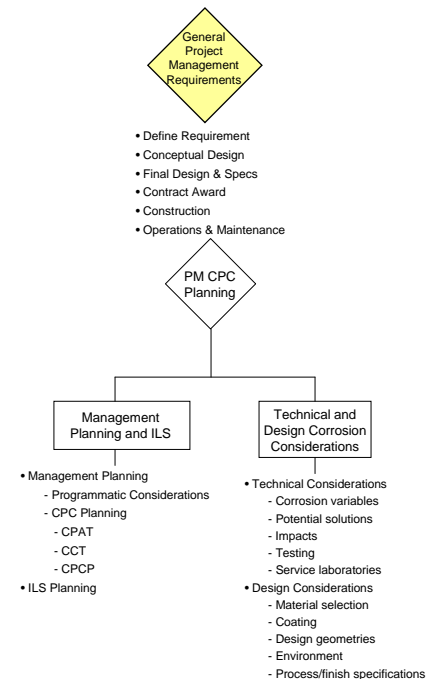 General
Project
Management
Requirements
• Define Requirement
• Conceptual Design
• Final Design & Specs
• Contract Award
• Construction
• Operations & Maintenance
PM CPC
Planning
Management
Planning and ILS
• Management Planning
- Programmatic Considerations
- CPC Planning
- CPAT
- CCT
- CPCP
• ILS Planning
Technical and
Design Corrosion
Considerations
• Technical Considerations
- Corrosion variables
- Potential solutions
- Impacts
- Testing
- Service laboratories
• Design Considerations
- Material selection
- Coating
- Design geometries
- Environment
- Process/finish specifications